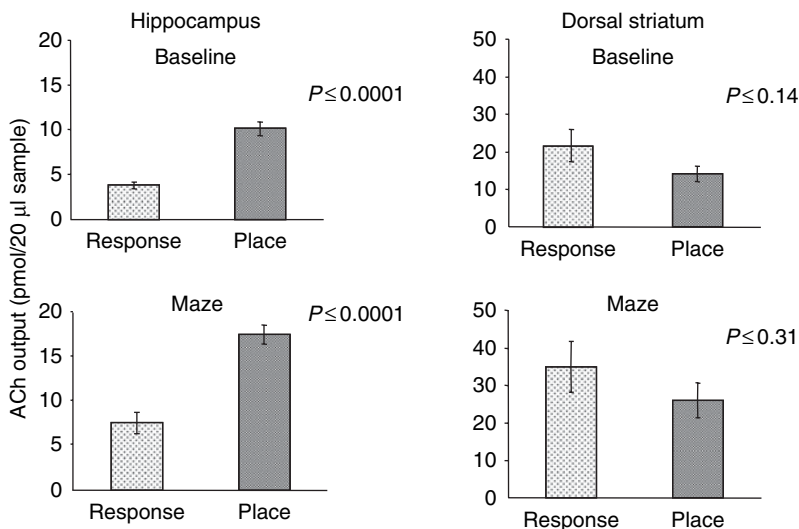 Hippocampus
Baseline
P≤0.0001
20
15
10
5
0
Response Place
Dorsal striatum
Baseline
P≤0.14
50
40
30
20
10
0
Response Place
ACh output (pmol/20 µl sample)
Maze
P≤0.0001
20
15
10
5
0
Response Place
Maze
P≤0.31
50
40
30
20
10
0
Response Place